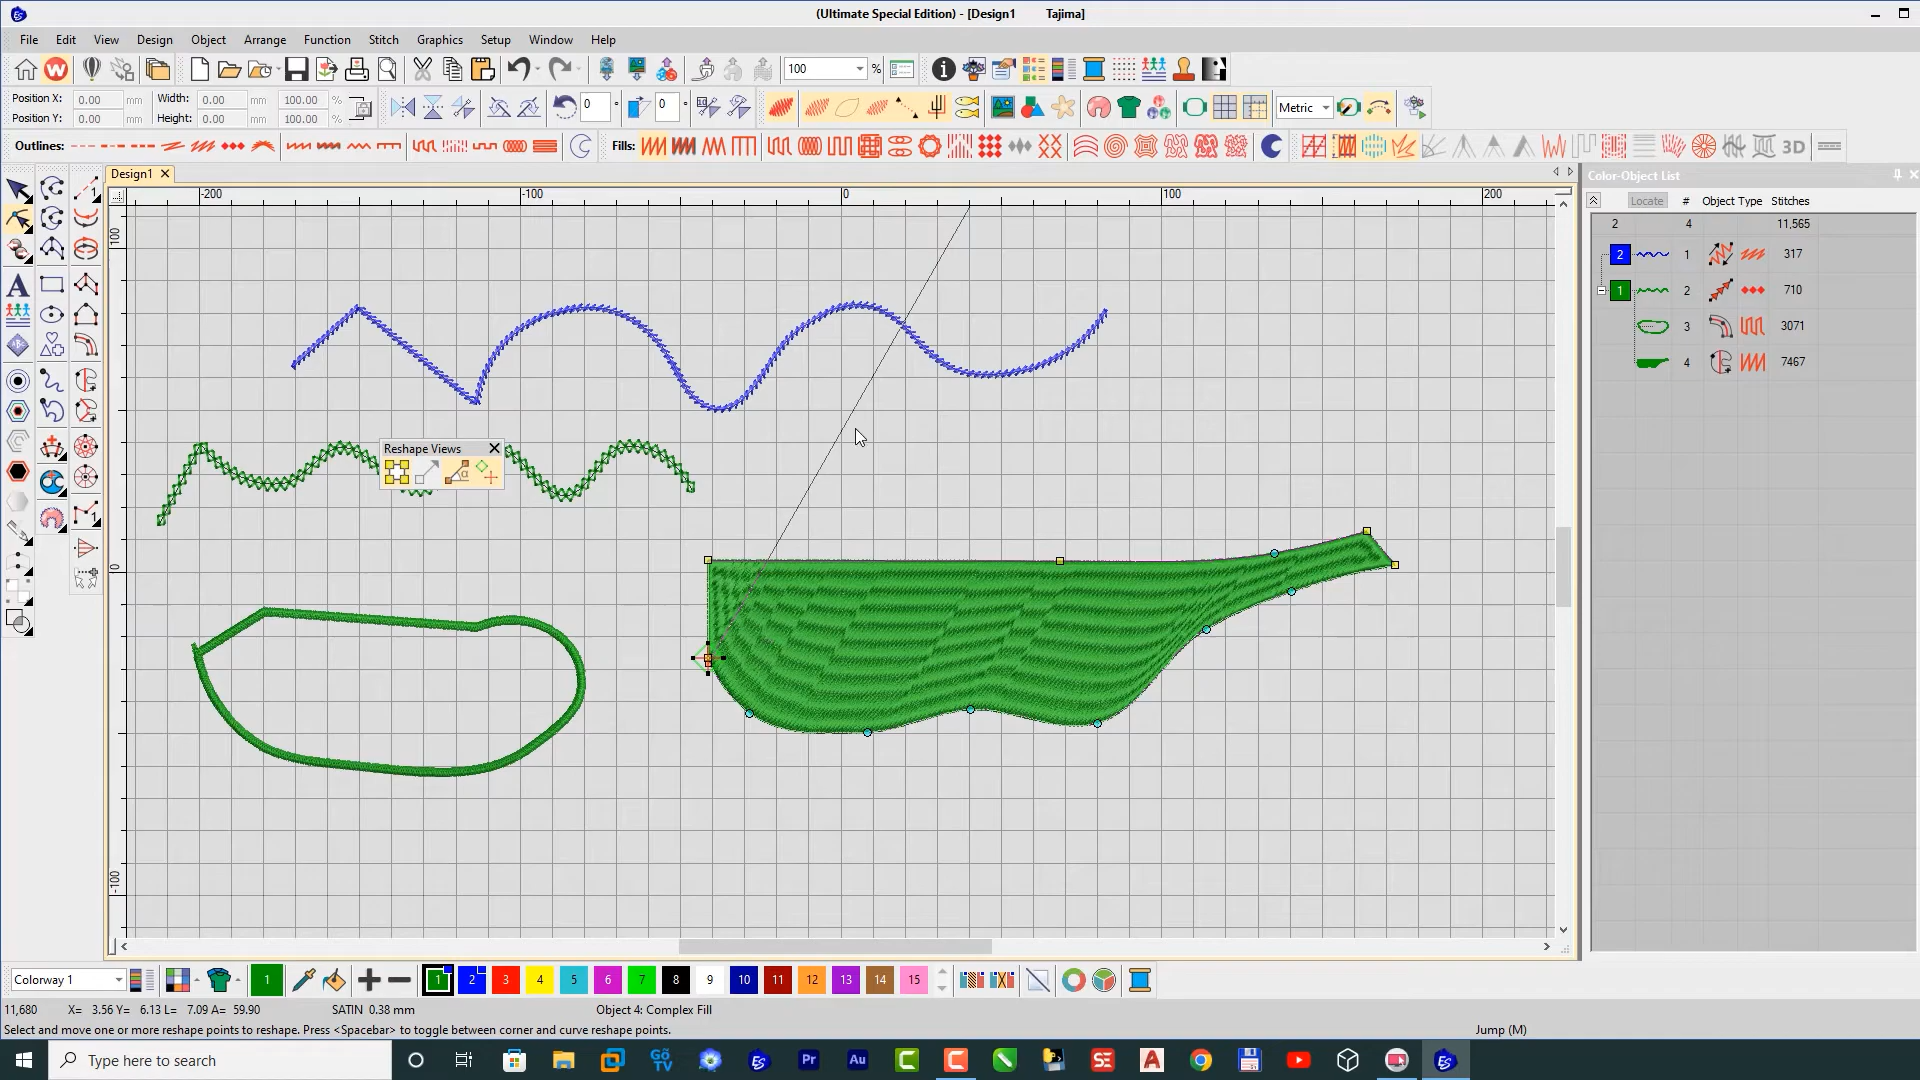 (Ultimate Special Edition) - [Design1 Tajima]
File Edit View Design Object Arrange Function Stitch Graphics Setup Window Help
100 %
Position X: 0.00 mm Width: 0.00 mm 100.00 %
Position Y: 0.00 mm Height: 0.00 mm 100.00 %
0 ° 0 ° Metric
Outlines: Fills: 3D
Design1
-200 -100 0 100 200
100
0
-100
Reshape Views
Color-Object List
Locate # Object Type Stitches
2 4 11,565
2 1 317
1 2 710
3 3071
4 7467
Colorway 1 1 1 2 3 4 5 6 7 8 9 10 11 12 13 14 15
11,680 X= 3.56 Y= 6.13 L= 7.09 A= 59.90 SATIN 0.38 mm Object 4: Complex Fill
Select and move one or more reshape points to reshape. Press <Spacebar> to toggle between corner and curve reshape points. Jump (M)
Type here to search